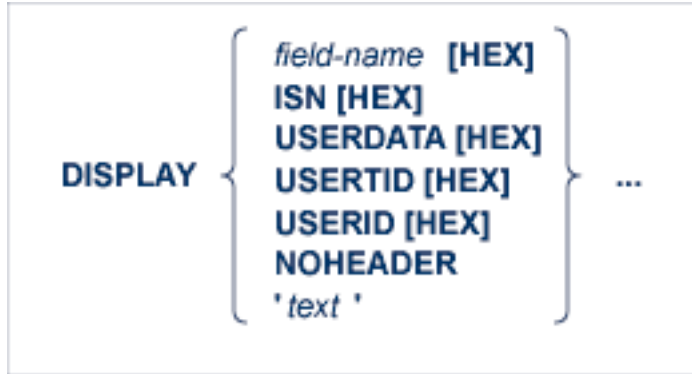 field-name [HEX]
ISN [HEX]
USERDATA [HEX]
DISPLAY USERTID [HEX] ...
USERID [HEX]
NOHEADER
' text '